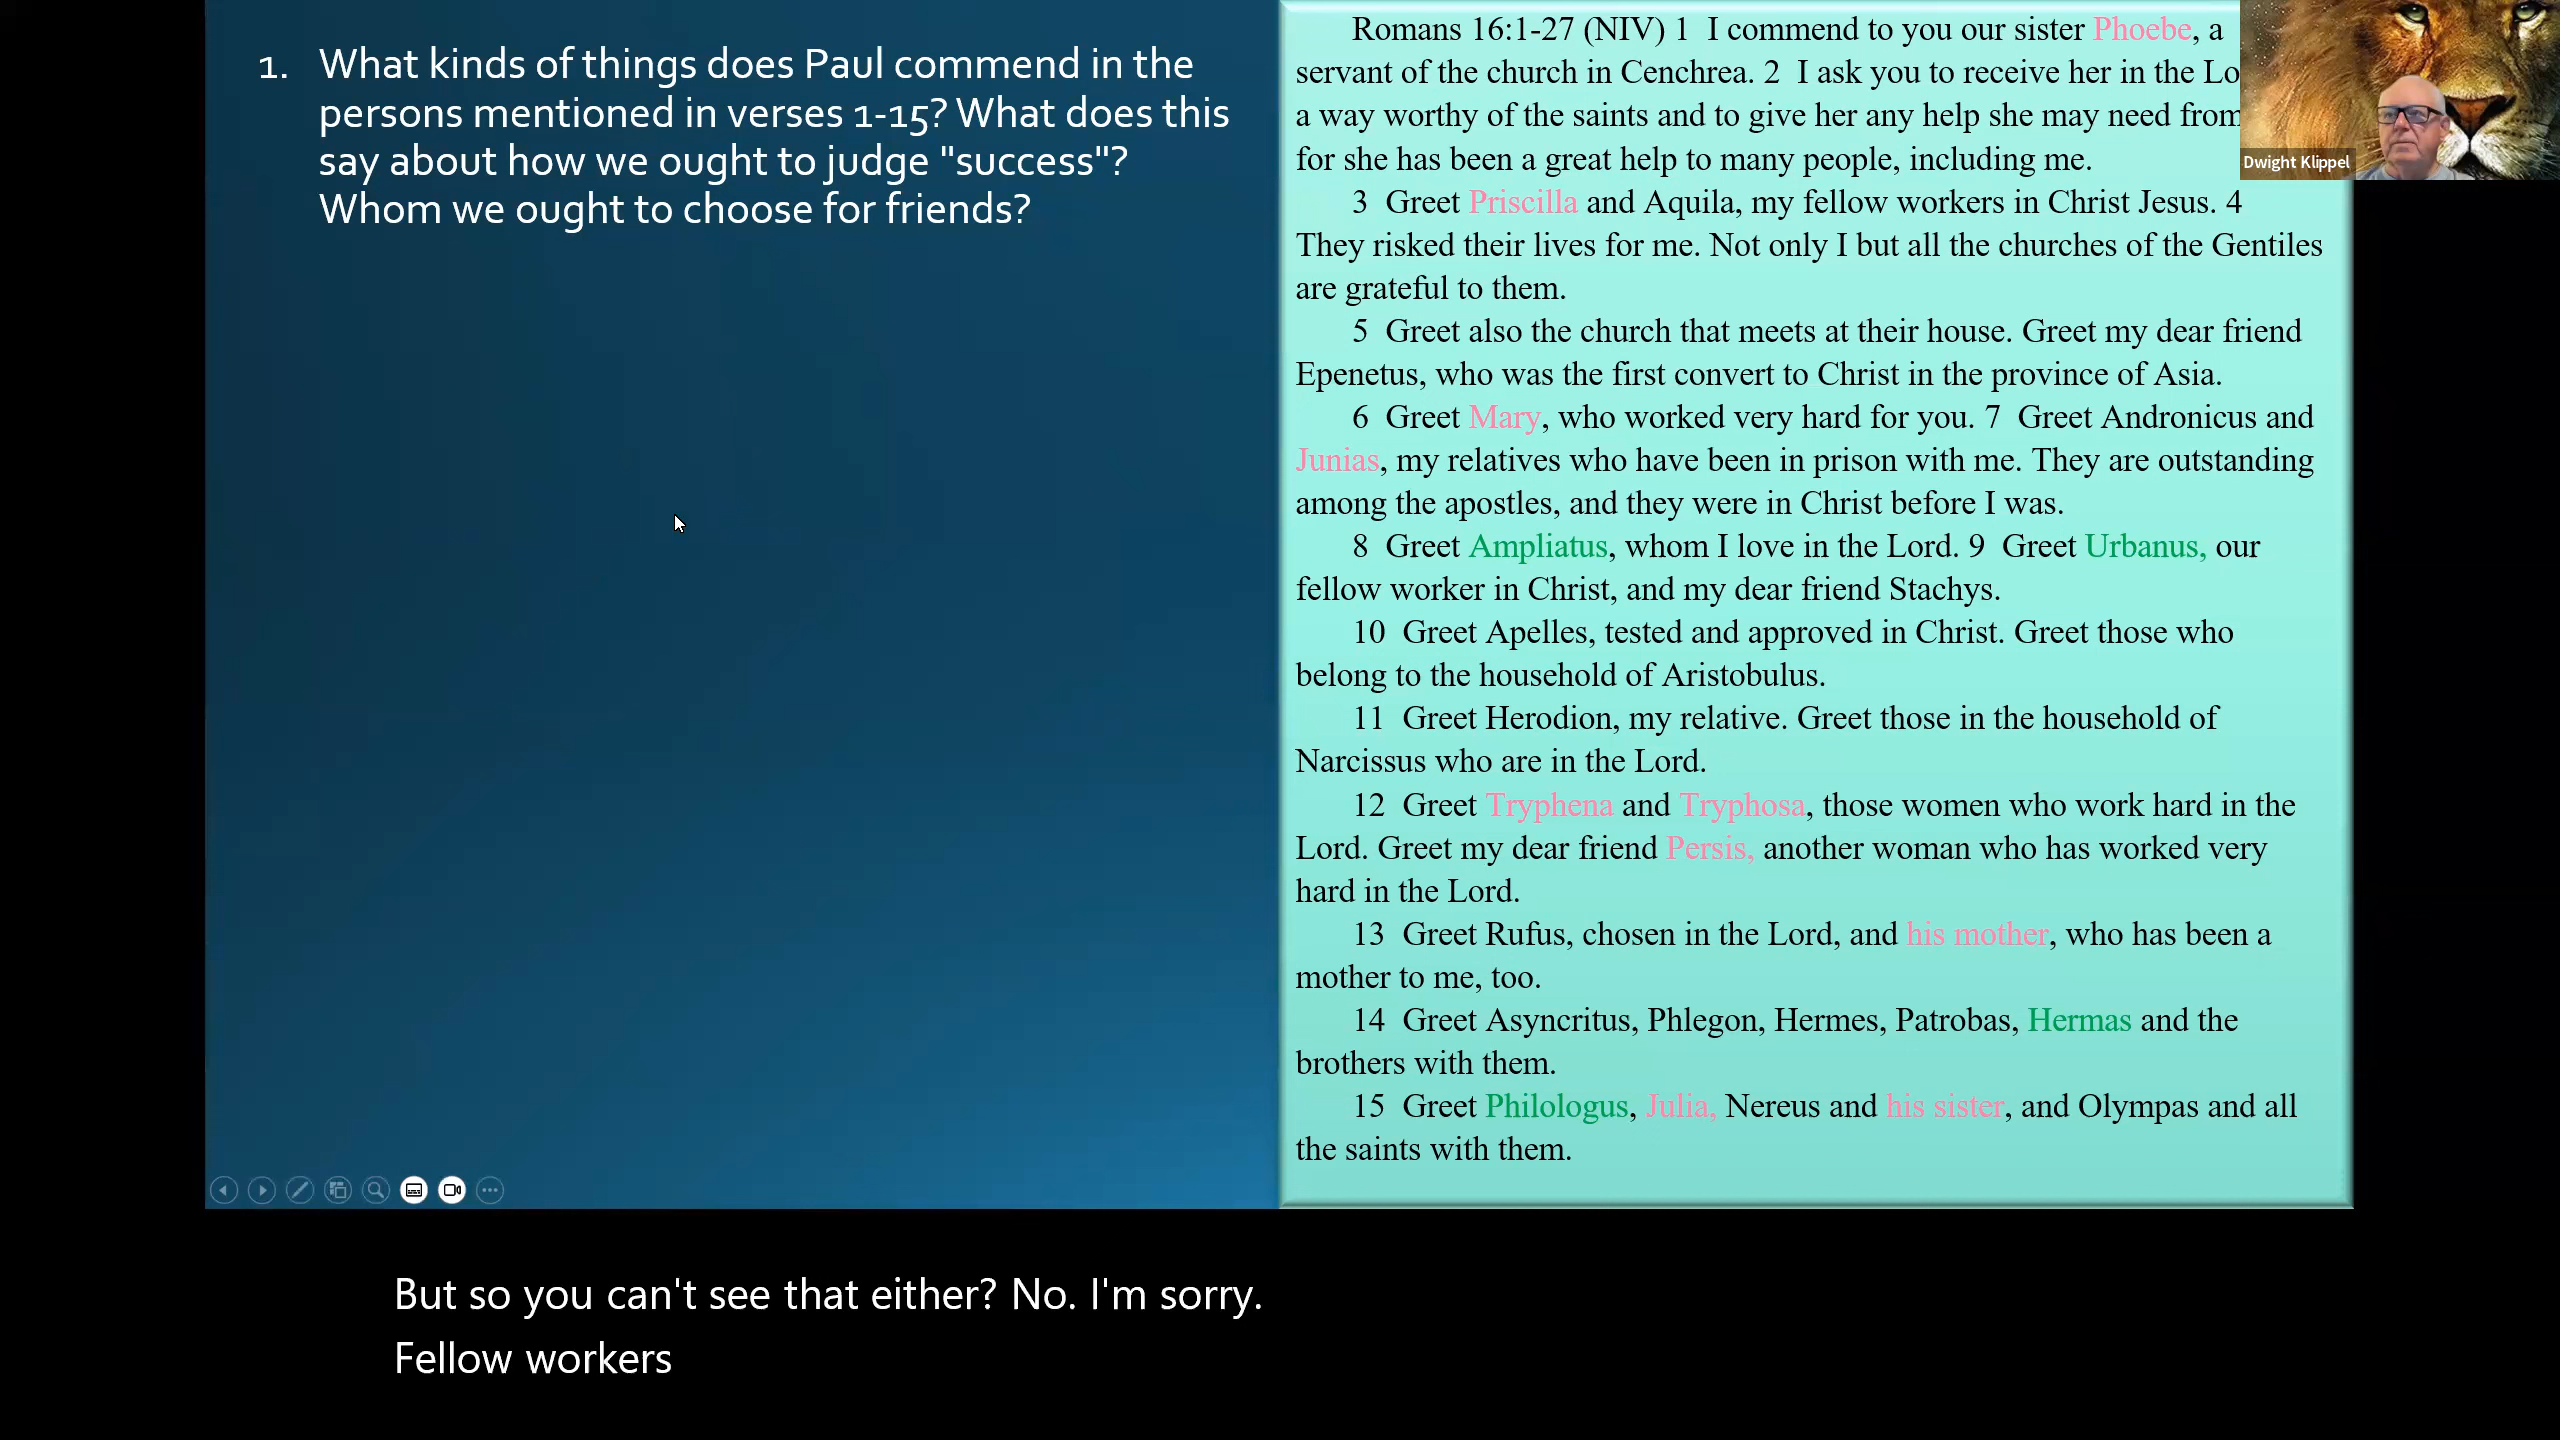 1. What kinds of things does Paul commend in the
persons mentioned in verses 1-15? What does this
say about how we ought to judge "success"?
Whom we ought to choose for friends?
Romans 16:1-27 (NIV) 1 I commend to you our sister Phoebe, a
servant of the church in Cenchrea. 2 I ask you to receive her in the Lo
a way worthy of the saints and to give her any help she may need from
for she has been a great help to many people, including me.
3 Greet Priscilla and Aquila, my fellow workers in Christ Jesus. 4
They risked their lives for me. Not only I but all the churches of the Gentiles
are grateful to them.
5 Greet also the church that meets at their house. Greet my dear friend
Epenetus, who was the first convert to Christ in the province of Asia.
6 Greet Mary, who worked very hard for you. 7 Greet Andronicus and
Junias, my relatives who have been in prison with me. They are outstanding
among the apostles, and they were in Christ before I was.
8 Greet Ampliatus, whom I love in the Lord. 9 Greet Urbanus, our
fellow worker in Christ, and my dear friend Stachys.
10 Greet Apelles, tested and approved in Christ. Greet those who
belong to the household of Aristobulus.
11 Greet Herodion, my relative. Greet those in the household of
Narcissus who are in the Lord.
12 Greet Tryphena and Tryphosa, those women who work hard in the
Lord. Greet my dear friend Persis, another woman who has worked very
hard in the Lord.
13 Greet Rufus, chosen in the Lord, and his mother, who has been a
mother to me, too.
14 Greet Asyncritus, Phlegon, Hermes, Patrobas, Hermas and the
brothers with them.
15 Greet Philologus, Julia, Nereus and his sister, and Olympas and all
the saints with them.
Dwight Klippel
But so you can't see that either? No. I'm sorry.
Fellow workers